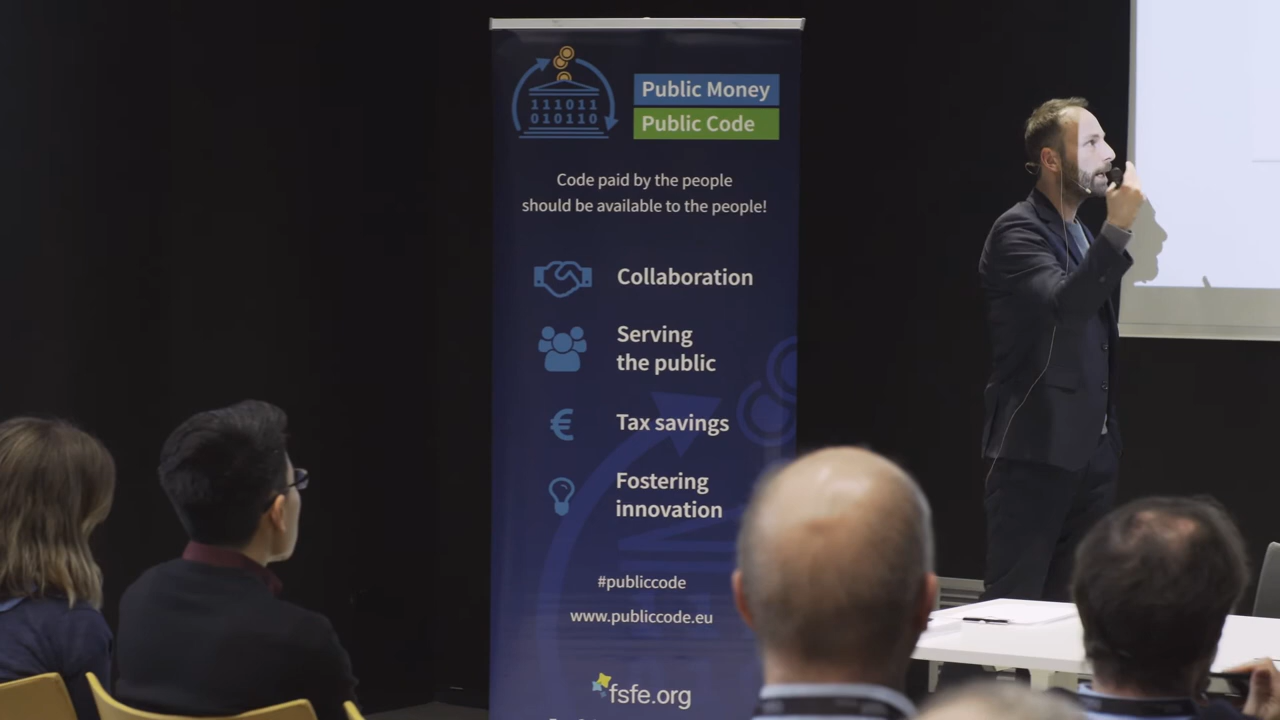 111011
010110
Public Money
Public Code
Code paid by the people
should be available to the people!
Collaboration
Serving
the public
Tax savings
Fostering
innovation
#publiccode
www.publiccode.eu
fsfe.org